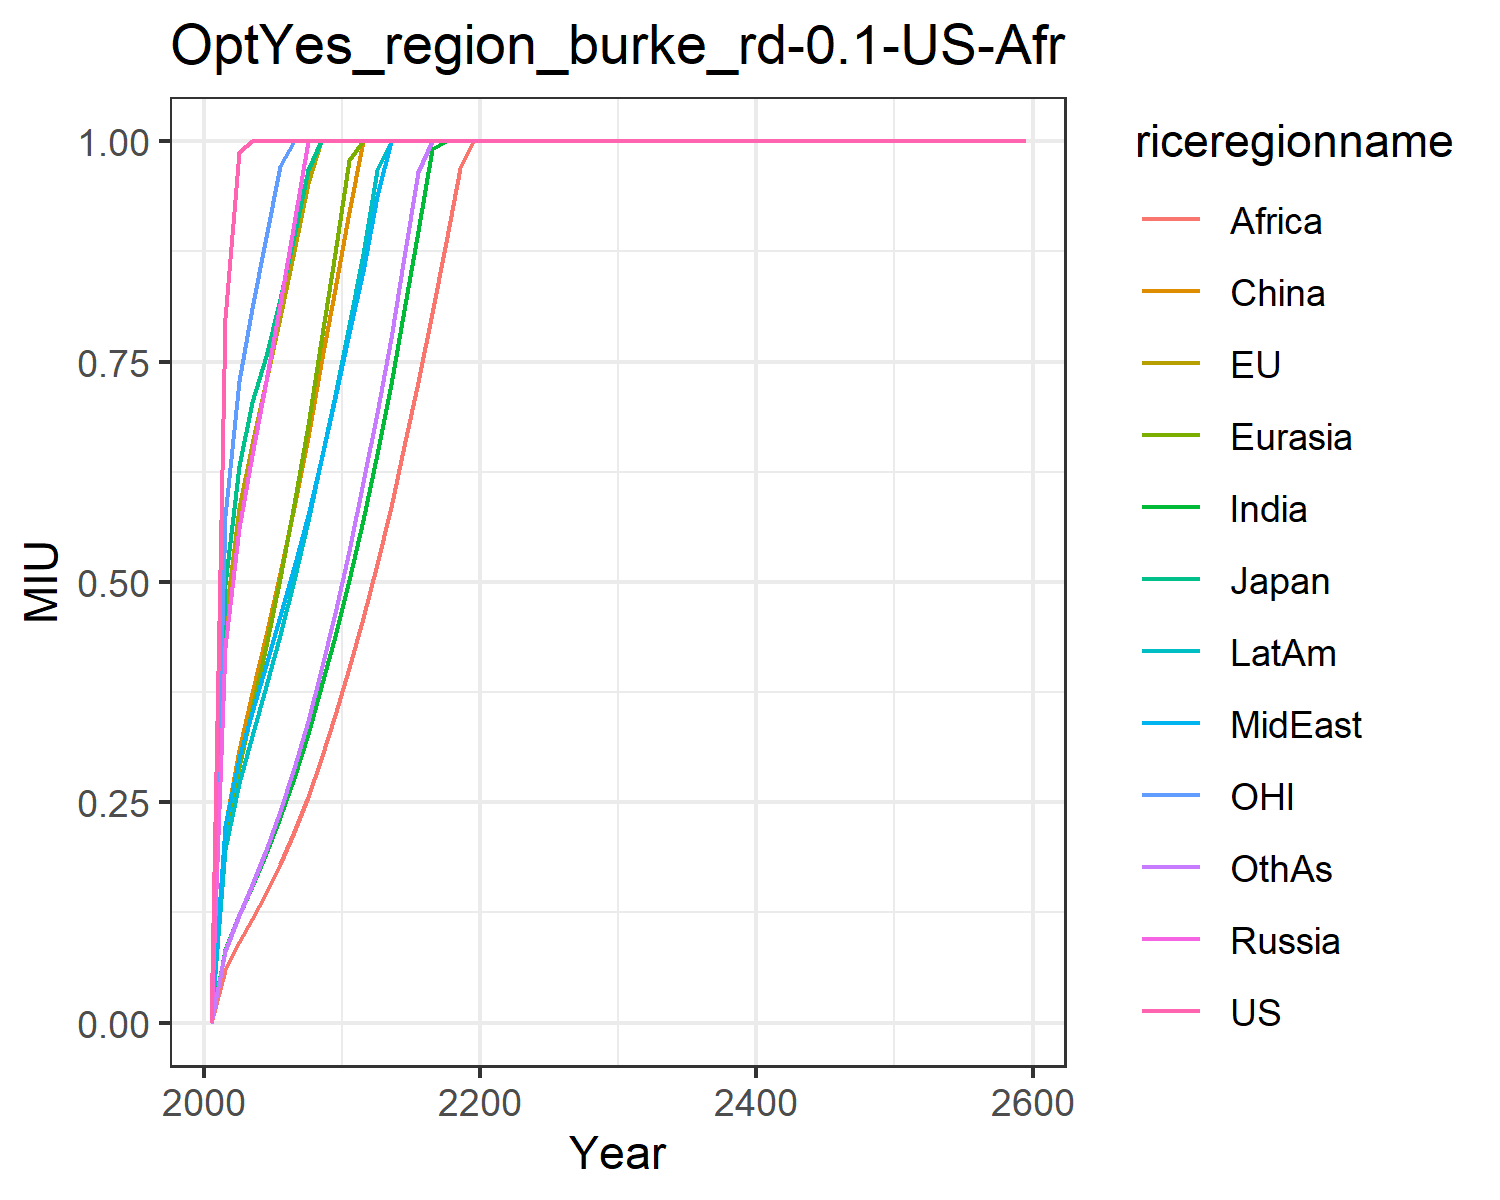 OptYes_region_burke_rd-0.1-US-Afr
MIU
1.00
0.75
0.50
0.25
0.00
2000
2200
2400
2600
Year
riceregionname
Africa
China
EU
Eurasia
India
Japan
LatAm
MidEast
OHI
OthAs
Russia
US